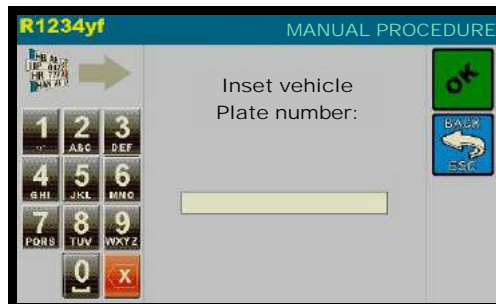 R1234yf
MANUAL PROCEDURE
Inset vehicle
Plate number:
OK
BACK
ESC
1
2 ABC
3 DEF
4 GHI
5 JKL
6 MNO
7 PQRS
8 TUV
9 WXYZ
0
X